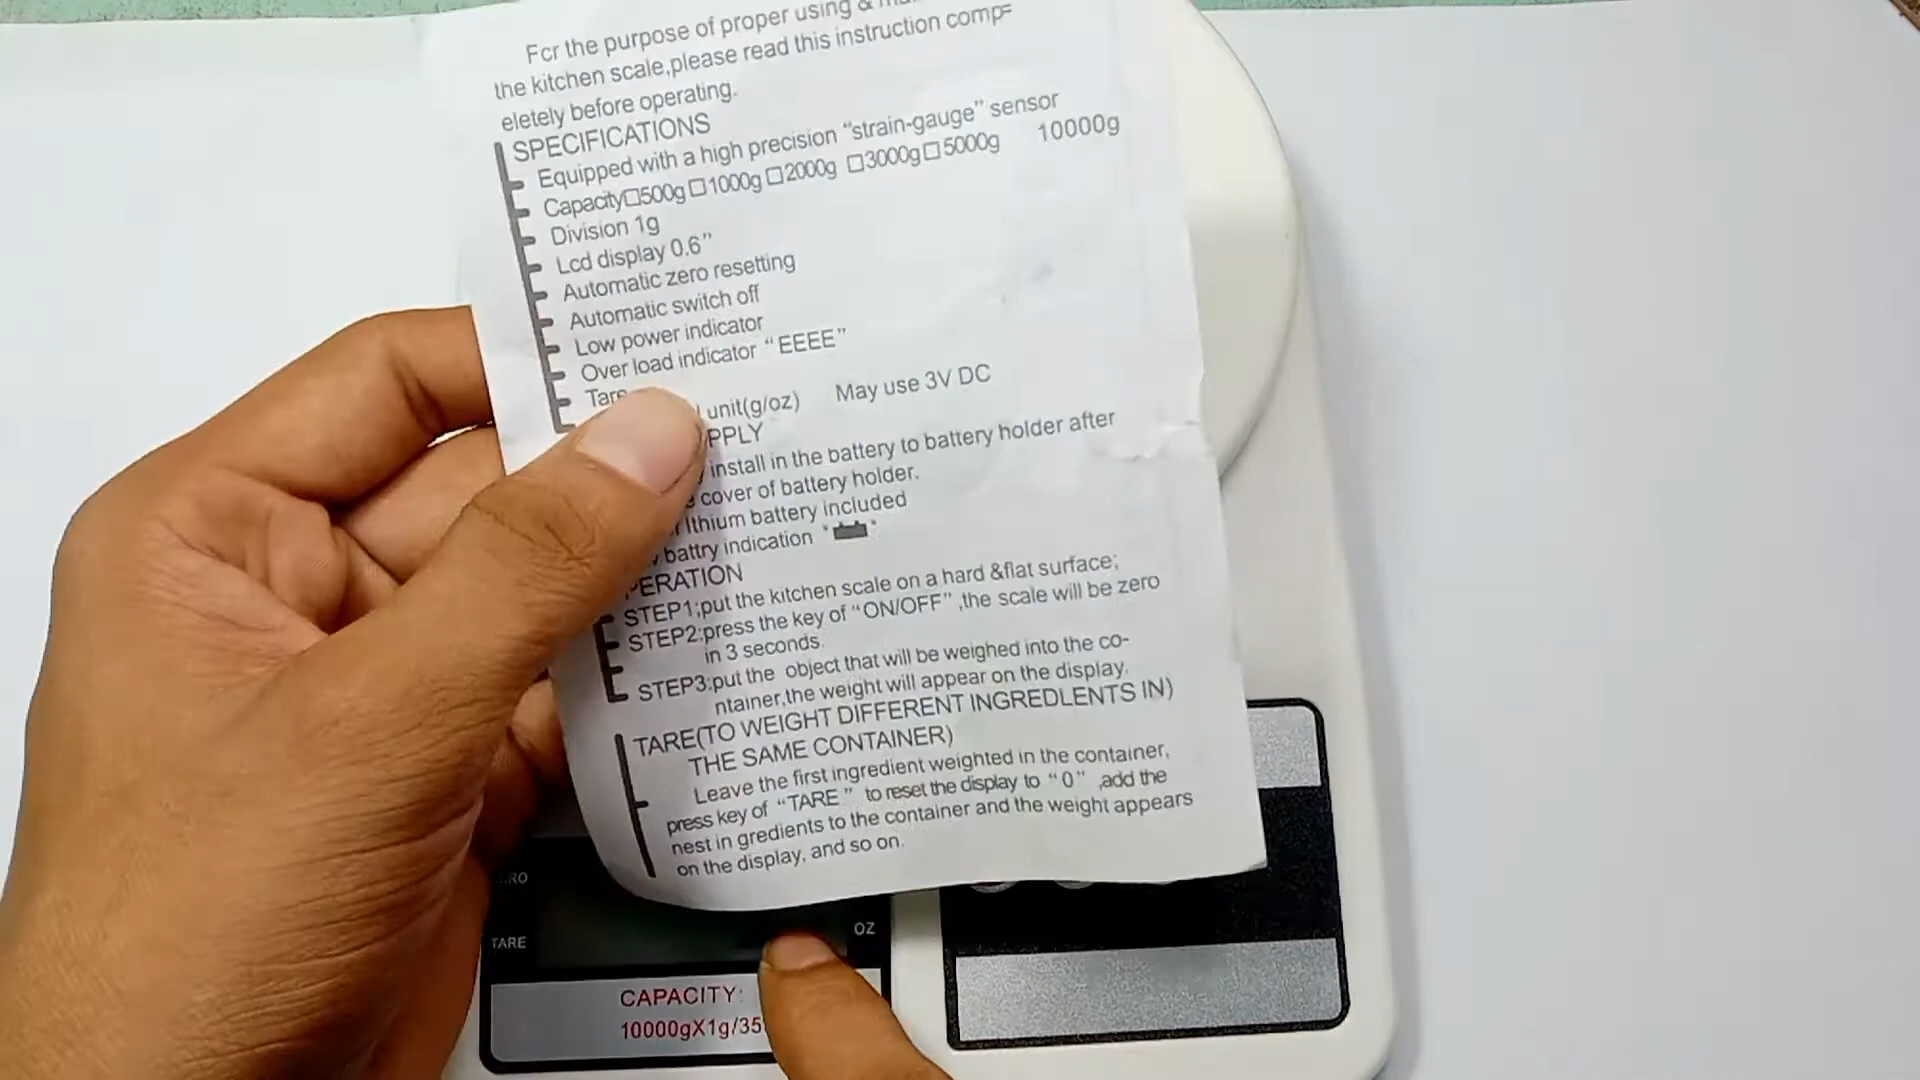 Fcr the purpose of proper using &
the kitchen scale,please read this instruction comp=
eletely before operating.
SPECIFICATIONS
Equipped with a high precision “strain-gauge” sensor
Capacity□500g□1000g□2000g □3000g□5000g 10000g
Division 1g
Lcd display 0.6”
Automatic zero resetting
Automatic switch off
Low power indicator
Over load indicator “EEEE”
Tare unit(g/oz) May use 3V DC
PPLY
install in the battery to battery holder after
cover of battery holder.
lthium battery included
battry indication “ ”
PERATION
STEP1;put the kitchen scale on a hard &flat surface;
STEP2:press the key of “ON/OFF” ,the scale will be zero
in 3 seconds.
STEP3:put the object that will be weighed into the co-
ntainer,the weight will appear on the display.
TARE(TO WEIGHT DIFFERENT INGREDLENTS IN)
THE SAME CONTAINER)
Leave the first ingredient weighted in the container,
press key of “TARE” to reset the display to “0” ,add the
nest in gredients to the container and the weight appears
on the display, and so on.
RO
TARE
OZ
CAPACITY:
10000gX1g/35